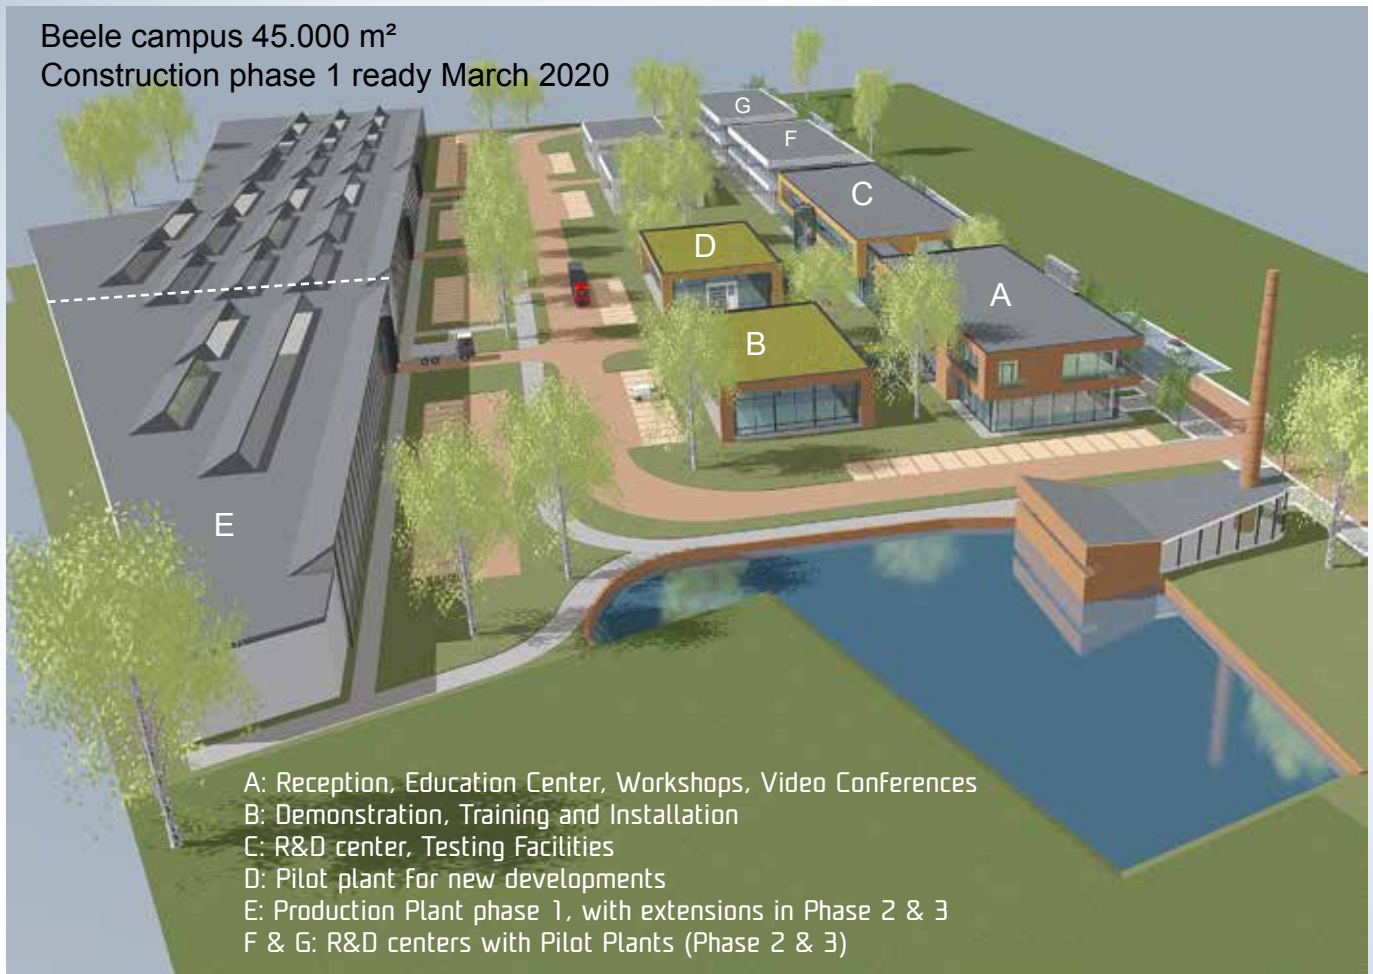 Beele campus 45.000 m²
Construction phase 1 ready March 2020
G
F
C
D
A
B
E
A: Reception, Education Center, Workshops, Video Conferences
B: Demonstration, Training and Installation
C: R&D center, Testing Facilities
D: Pilot plant for new developments
E: Production Plant phase 1, with extensions in Phase 2 & 3
F & G: R&D centers with Pilot Plants (Phase 2 & 3)